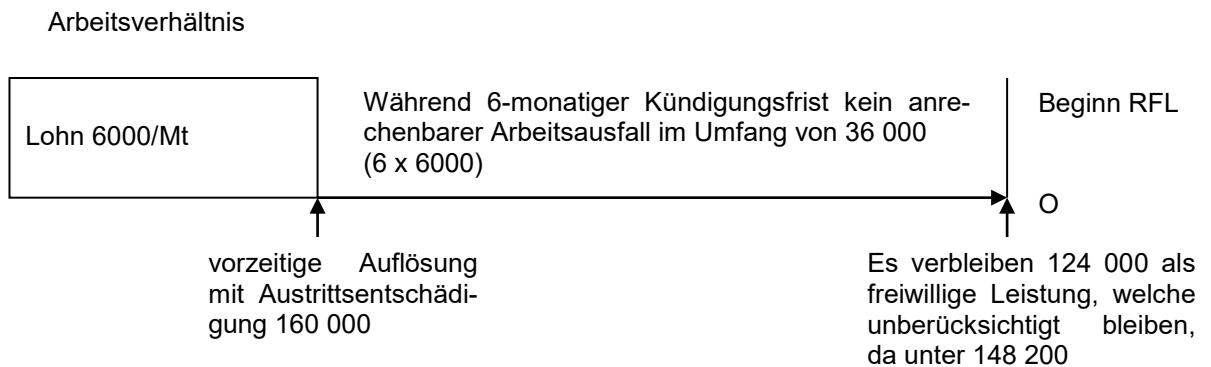 Arbeitsverhältnis
Lohn 6000/Mt
Während 6-monatiger Kündigungsfrist kein anre-
chenbarer Arbeitsausfall im Umfang von 36 000
(6 x 6000)
Beginn RFL
O
vorzeitige Auflösung
mit Austrittsentschädi-
gung 160 000
Es verbleiben 124 000 als
freiwillige Leistung, welche
unberücksichtigt bleiben,
da unter 148 200